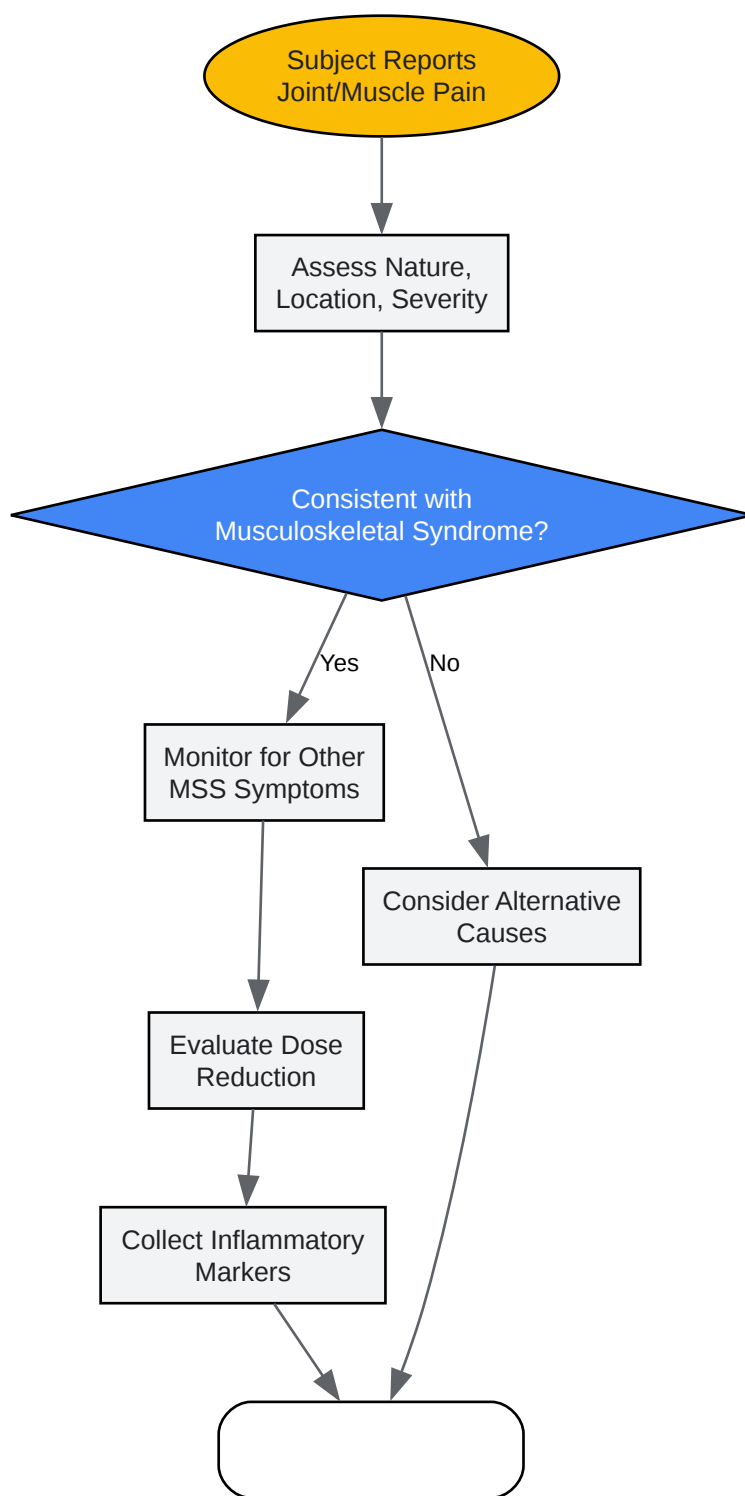 Subject Reports
Joint/Muscle Pain
Assess Nature,
Location, Severity
Consistent with
Musculoskeletal Syndrome?
Yes
No
Monitor for Other
MSS Symptoms
Consider Alternative
Causes
Evaluate Dose
Reduction
Collect Inflammatory
Markers